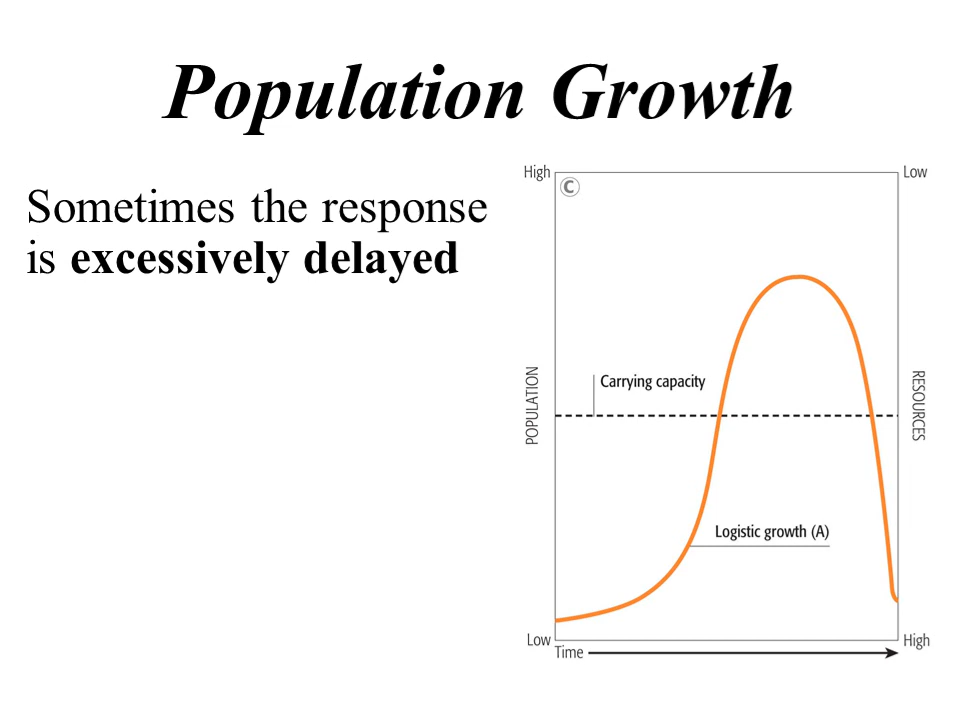 Population Growth
Sometimes the response
is excessively delayed
High
Low
C
POPULATION
Carrying capacity
RESOURCES
Logistic growth (A)
Low
High
Time